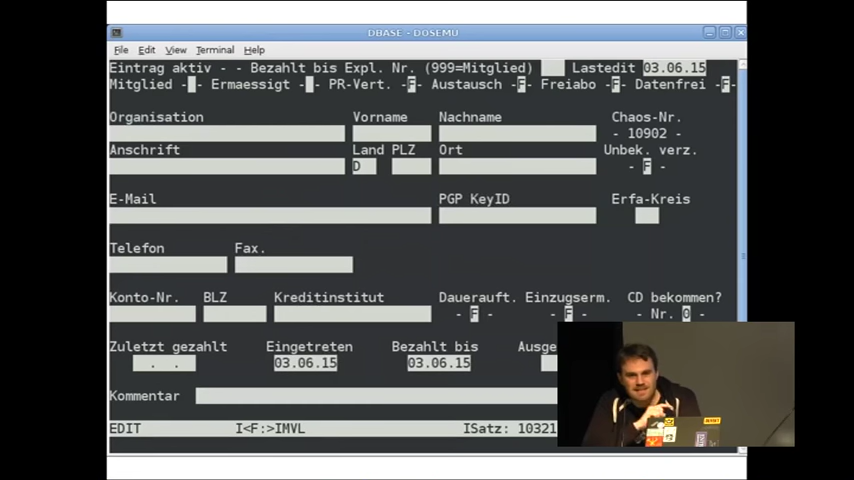 DBASE - DOSEMU
File Edit View Terminal Help
Eintrag aktiv - - Bezahlt bis Expl. Nr. (999=Mitglied) Lastedit 03.06.15
Mitglied - - Ermaessigt - - PR-Vert. -F- Austausch -F- Freiabo -F- Datenfrei -F-
Organisation Vorname Nachname Chaos-Nr.
- 10902 -
Anschrift Land PLZ Ort Unbek. verz.
D - F -
E-Mail PGP KeyID Erfa-Kreis
Telefon Fax.
Konto-Nr. BLZ Kreditinstitut Dauerauft. Einzugserm. CD bekommen?
- F - - F - - Nr. 0 -
Zuletzt gezahlt Eingetreten Bezahlt bis Ausge
. . 03.06.15 03.06.15
Kommentar
EDIT I<F:>IMVL ISatz: 10321